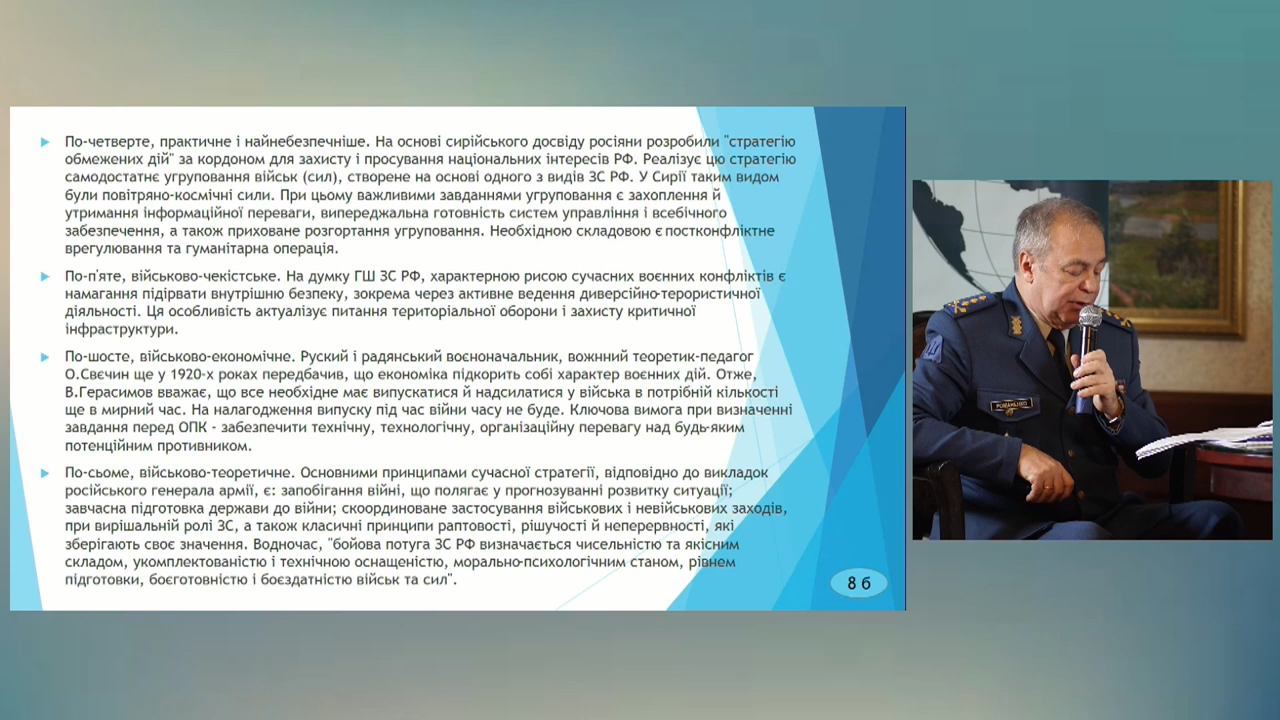 По-четверте, практичне і найнебезпечніше. На основі сирійського досвіду росіяни розробили "стратегію
обмежених дій" за кордоном для захисту і просування національних інтересів РФ. Реалізує цю стратегію
самодостатнє угруповання військ (сил), створене на основі одного з видів ЗС РФ. У Сирії таким видом
були повітряно-космічні сили. При цьому важливими завданнями угруповання є захоплення й
утримання інформаційної переваги, випереджальна готовність систем управління і всебічного
забезпечення, а також приховане розгортання угруповання. Необхідною складовою є постконфліктне
врегулювання та гуманітарна операція.
По-п'яте, військово-чекістське. На думку ГШ ЗС РФ, характерною рисою сучасних воєнних конфліктів є
намагання підірвати внутрішню безпеку, зокрема через активне ведення диверсійно-терористичної
діяльності. Ця особливість актуалізує питання територіальної оборони і захисту критичної
інфраструктури.
По-шосте, військово-економічне. Руский і радянський воєноначальник, вожнний теоретик-педагог
О.Свєчин ще у 1920-х роках передбачив, що економіка підкорить собі характер воєнних дій. Отже,
В.Герасимов вважає, що все необхідне має випускатися й надсилатися у війська в потрібній кількості
ще в мирний час. На налагодження випуску під час війни часу не буде. Ключова вимога при визначенні
завдання перед ОПК - забезпечити технічну, технологічну, організаційну перевагу над будь-яким
потенційним противником.
По-сьоме, військово-теоретичне. Основними принципами сучасної стратегії, відповідно до викладок
російського генерала армії, є: запобігання війні, що полягає у прогнозуванні розвитку ситуації;
завчасна підготовка держави до війни; скоординоване застосування військових і невійськових заходів,
при вирішальній ролі ЗС, а також класичні принципи раптовості, рішучості й неперервності, які
зберігають своє значення. Водночас, "бойова потуга ЗС РФ визначається чисельністю та якісним
складом, укомплектованістю і технічною оснащеністю, морально-психологічним станом, рівнем
підготовки, боєготовністю і боєздатністю військ та сил".
8 б
РОМАНЕНКО